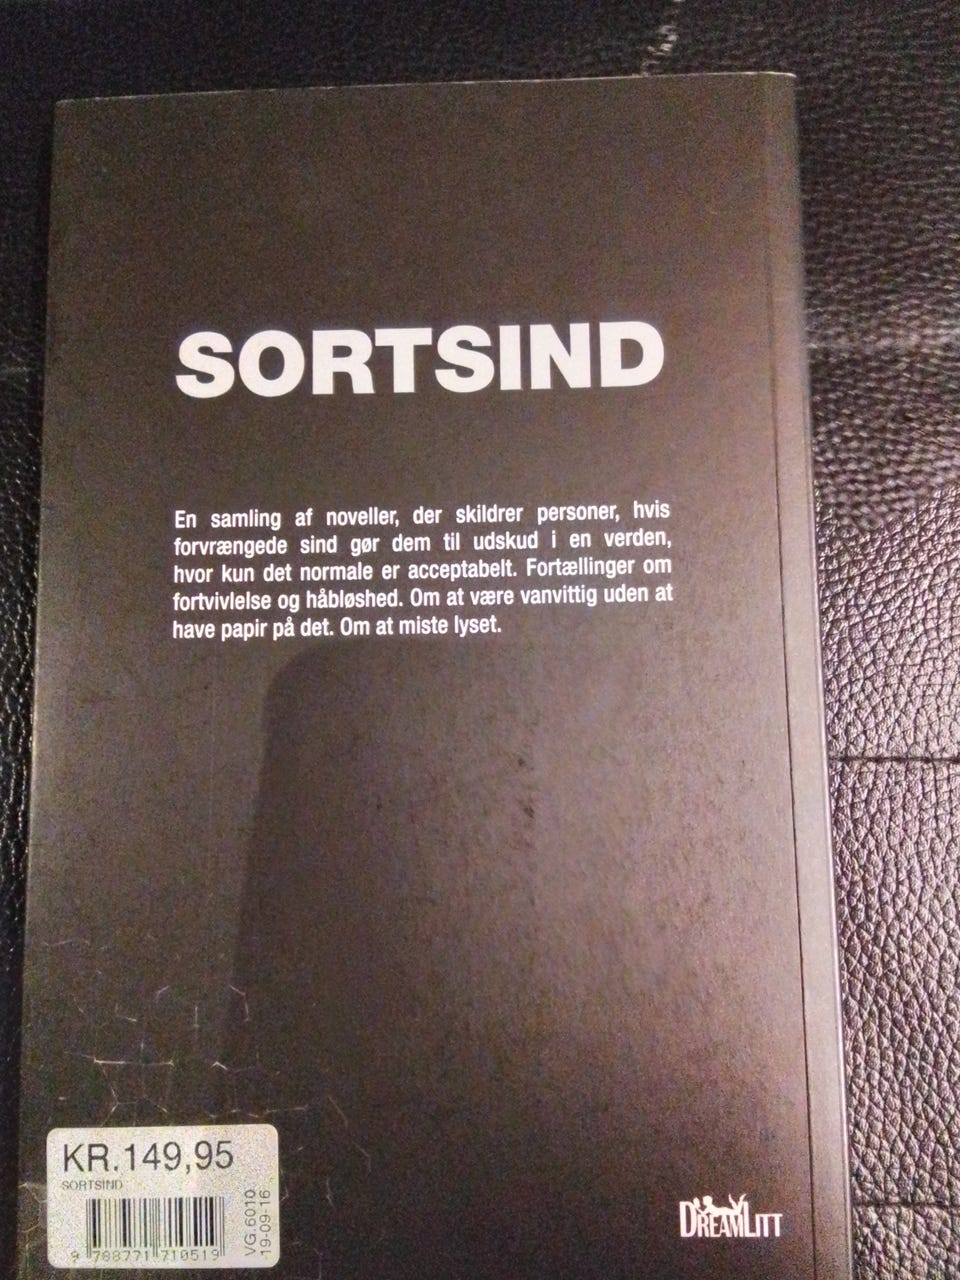 SORTSIND
En samling af noveller, der skildrer personer, hvis
forvrængede sind gør dem til udskud i en verden,
hvor kun det normale er acceptabelt. Fortællinger om
fortvivlelse og håbløshed. Om at være vanvittig uden at
have papir på det. Om at miste lyset.
KR.149,95
SORTSIND
9 788771 710519
VG.6010
19-09-16
DREAMLITT